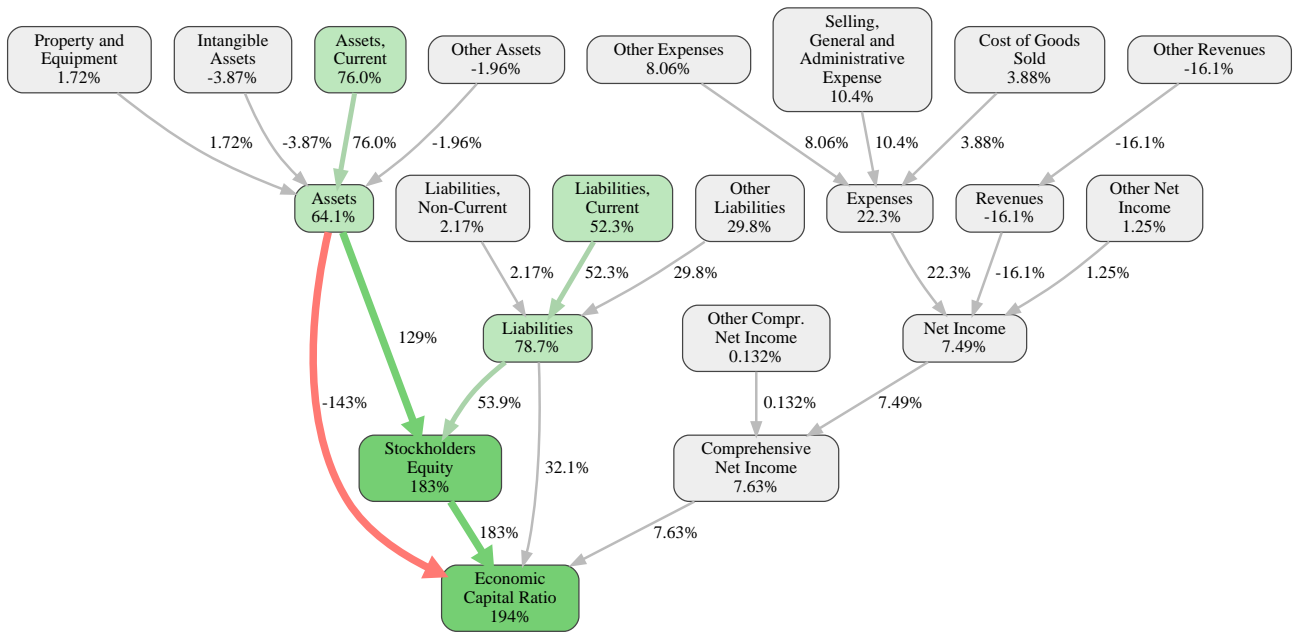 Property and
Equipment
1.72%
Intangible
Assets
-3.87%
Assets,
Current
76.0%
Other Assets
-1.96%
Other Expenses
8.06%
Selling,
General and
Administrative
Expense
10.4%
Cost of Goods
Sold
3.88%
Other Revenues
-16.1%
1.72%
-3.87%
76.0%
-1.96%
8.06%
10.4%
3.88%
-16.1%
Assets
64.1%
Liabilities,
Non-Current
2.17%
Liabilities,
Current
52.3%
Other
Liabilities
29.8%
Expenses
22.3%
Revenues
-16.1%
Other Net
Income
1.25%
2.17%
52.3%
29.8%
22.3%
-16.1%
1.25%
129%
Liabilities
78.7%
Other Compr.
Net Income
0.132%
Net Income
7.49%
-143%
53.9%
0.132%
7.49%
Stockholders
Equity
183%
32.1%
Comprehensive
Net Income
7.63%
183%
7.63%
Economic
Capital Ratio
194%